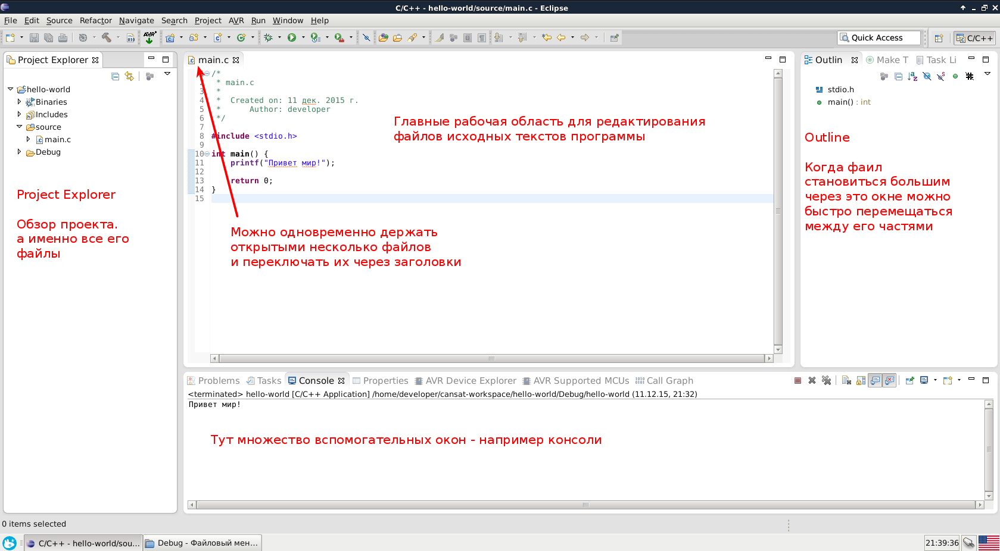 C/C++ - hello-world/source/main.c - Eclipse
File Edit Source Refactor Navigate Search Project AVR Run Window Help
Quick Access
C/C++
Project Explorer
hello-world
Binaries
Includes
source
main.c
Debug
Project Explorer
Обзор проекта.
а именно все его
файлы
main.c
1 /*
2 * main.c
3 *
4 * Created on: 11 дек. 2015 г.
5 * Author: developer
6 */
7
8 #include <stdio.h>
9
10 int main() {
11 printf("Привет мир!");
12
13 return 0;
14 }
15
Главные рабочая область для редактирования
файлов исходных текстов программы
Можно одновременно держать
открытыми несколько файлов
и переключать их через заголовки
Outlin Make T Task Li
stdio.h
main() : int
Outline
Когда фаил
становиться большим
через это окне можно
быстро перемещаться
между его частями
Problems Tasks Console Properties AVR Device Explorer AVR Supported MCUs Call Graph
<terminated> hello-world [C/C++ Application] /home/developer/cansat-workspace/hello-world/Debug/hello-world (11.12.15, 21:32)
Привет мир!
Тут множество вспомогательных окон - например консоли
0 items selected
C/C++ - hello-world/sou... Debug - Файловый мен... 21:39:36